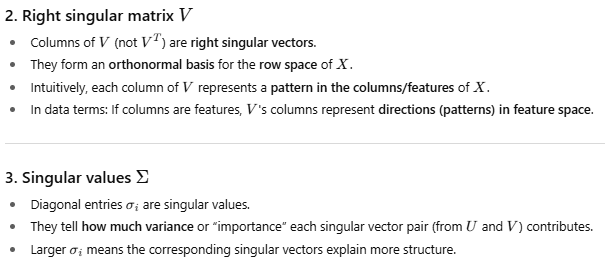 2. Right singular matrix V
• Columns of V (not V^T) are right singular vectors.
• They form an orthonormal basis for the row space of X.
• Intuitively, each column of V represents a pattern in the columns/features of X.
• In data terms: If columns are features, V's columns represent directions (patterns) in feature space.
3. Singular values Σ
• Diagonal entries σ_i are singular values.
• They tell how much variance or “importance” each singular vector pair (from U and V) contributes.
• Larger σ_i means the corresponding singular vectors explain more structure.